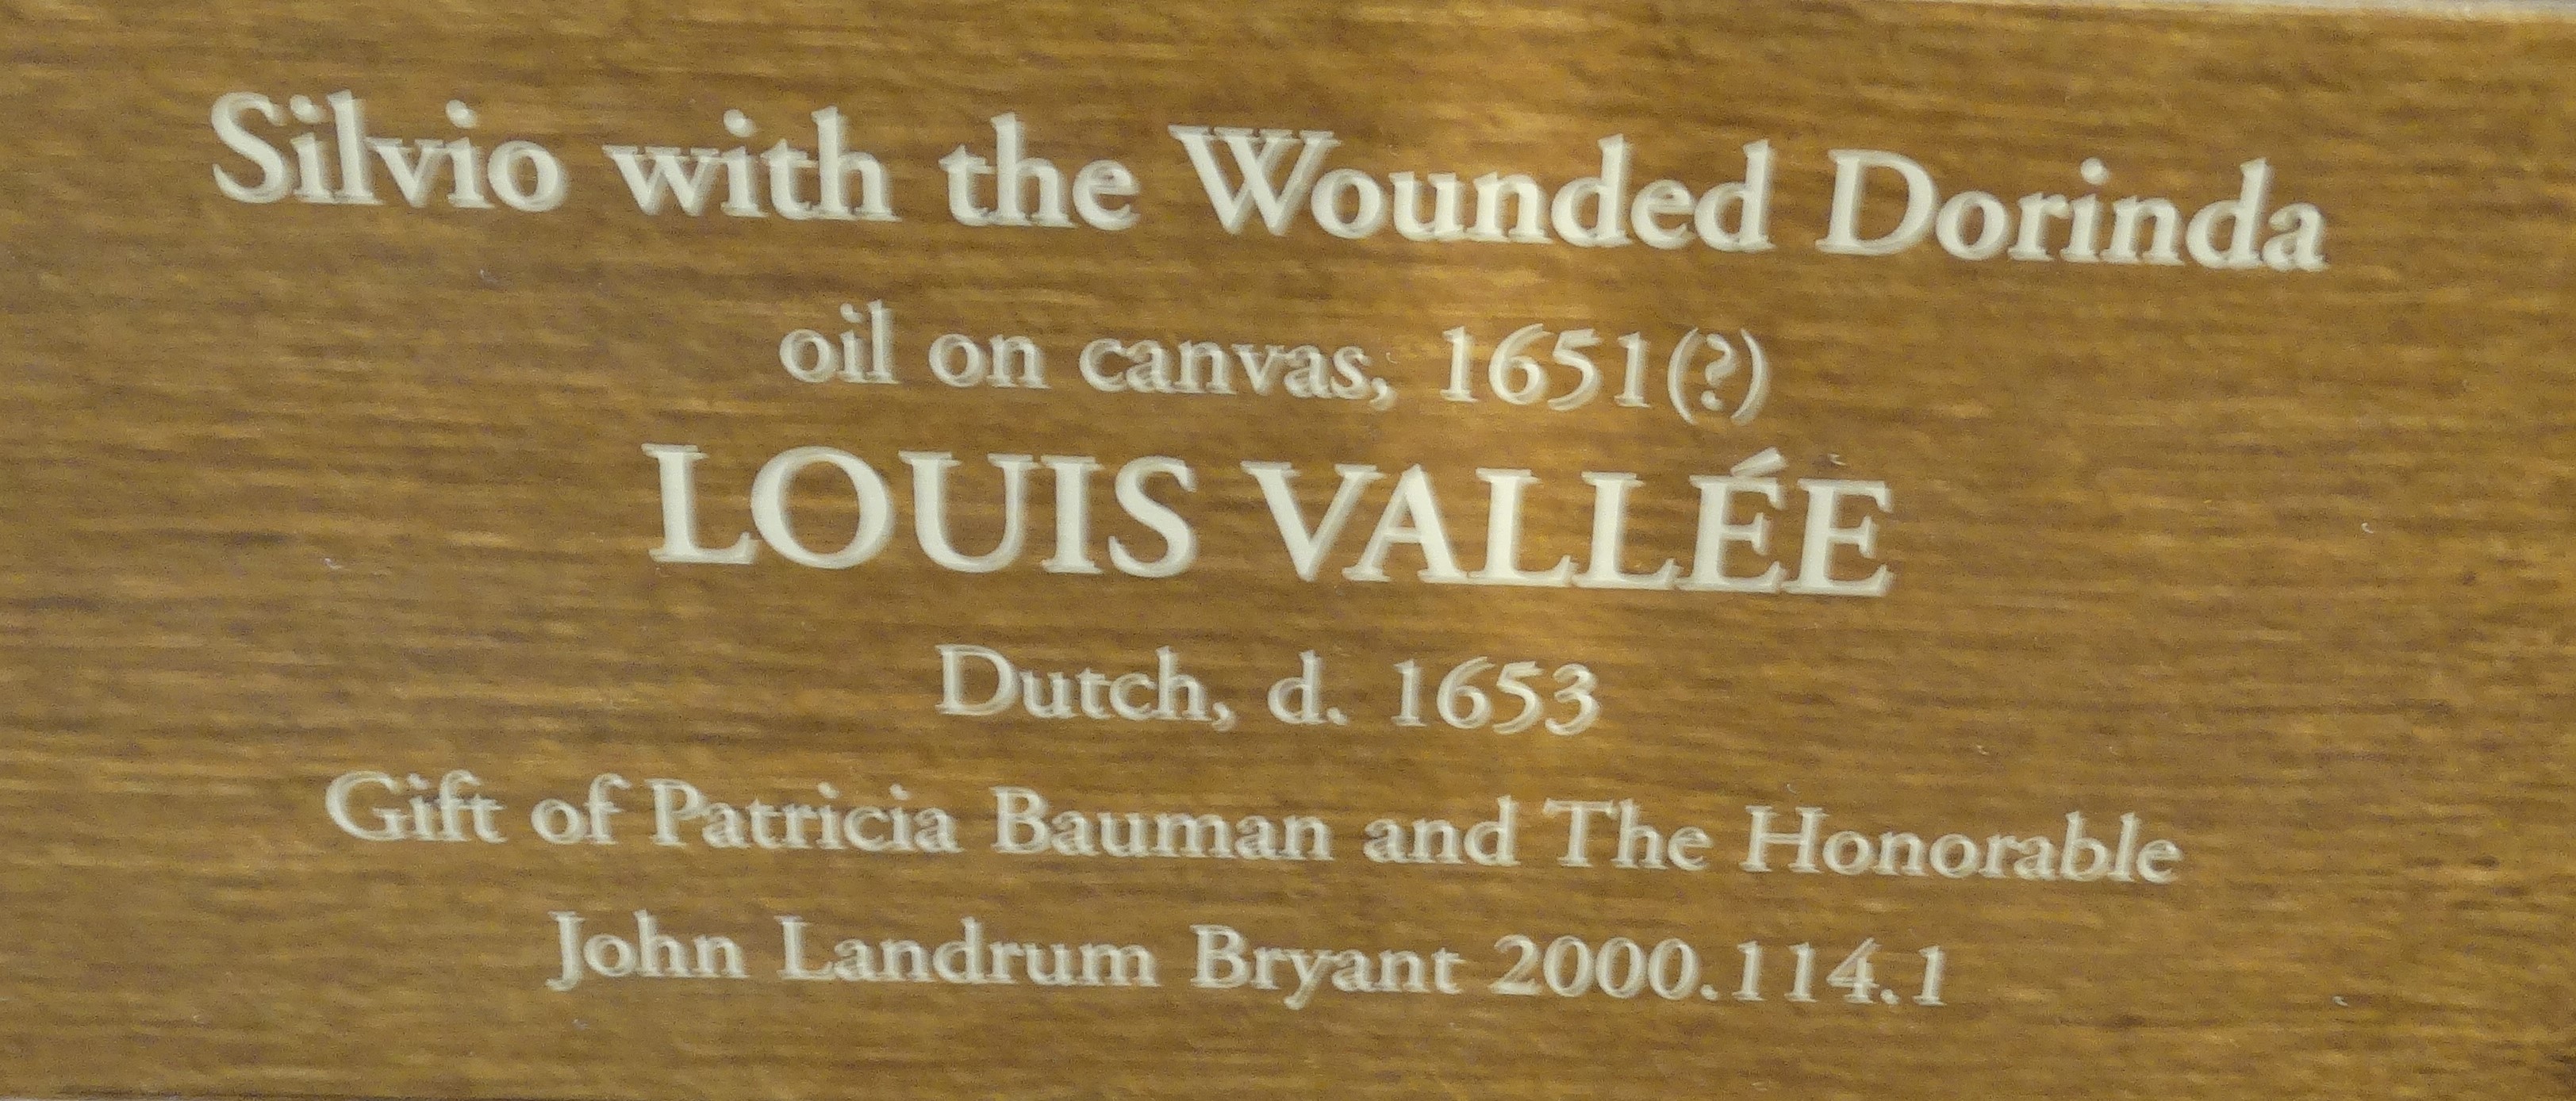 Silvio with the Wounded Dorinda
oil on canvas, 1651(?)
LOUIS VALLÉE
Dutch, d. 1653
Gift of Patricia Bauman and The Honorable
John Landrum Bryant 2000.114.1